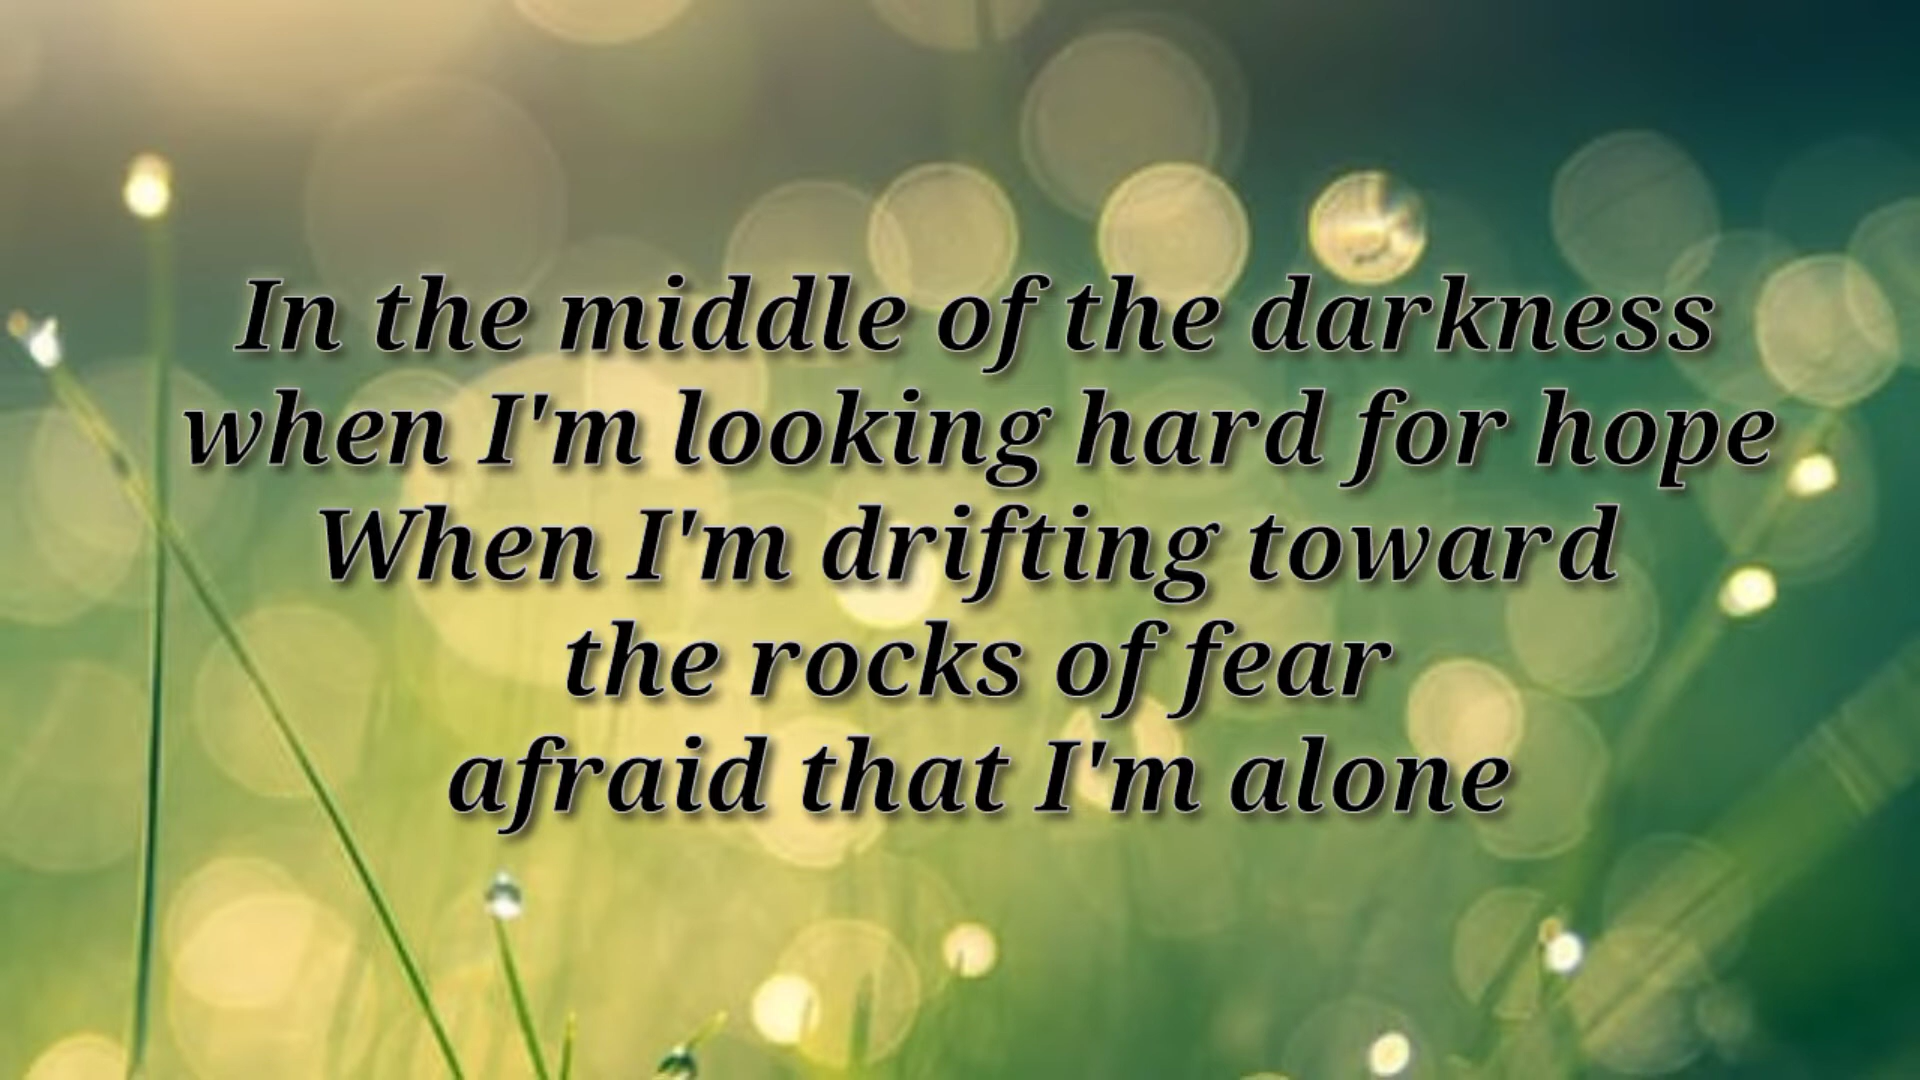 In the middle of the darkness
when I'm looking hard for hope
When I'm drifting toward
the rocks of fear
afraid that I'm alone